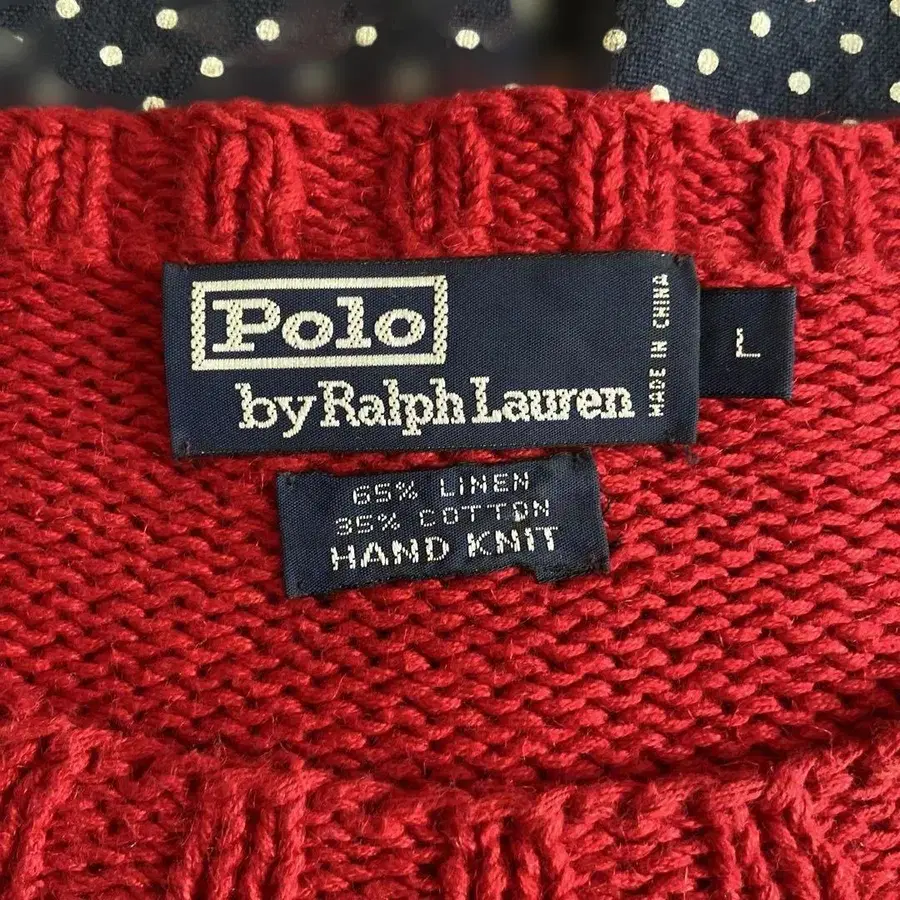 Polo
by Ralph Lauren
MADE IN CHINA
L
65% LINEN
35% COTTON
HAND KNIT